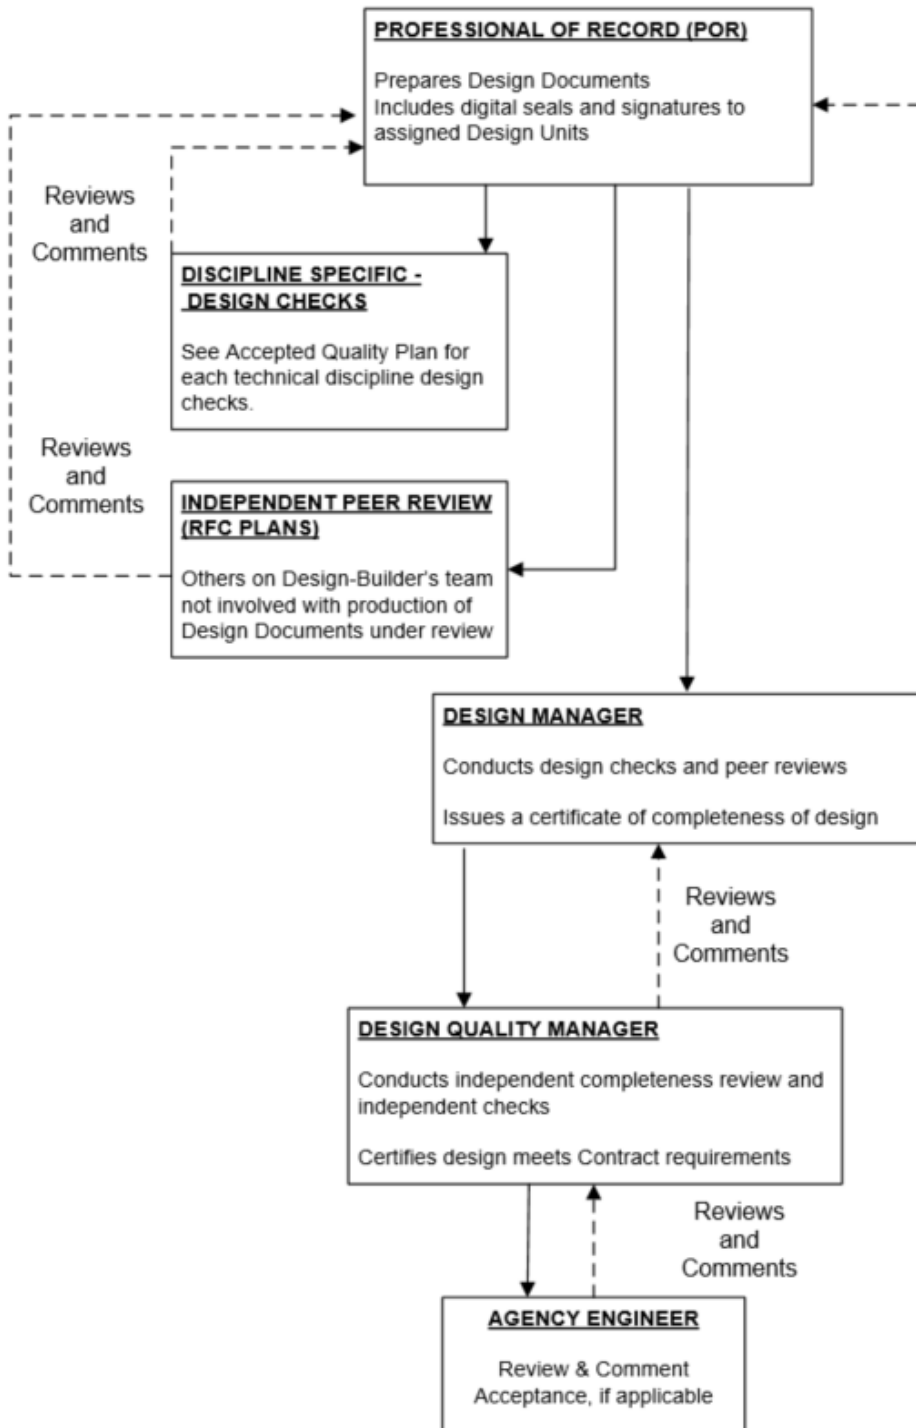 PROFESSIONAL OF RECORD (POR)
Prepares Design Documents
Includes digital seals and signatures to
assigned Design Units
Reviews
and
Comments
DISCIPLINE SPECIFIC -
DESIGN CHECKS
See Accepted Quality Plan for
each technical discipline design
checks.
Reviews
and
Comments
INDEPENDENT PEER REVIEW
(RFC PLANS)
Others on Design-Builder's team
not involved with production of
Design Documents under review
DESIGN MANAGER
Conducts design checks and peer reviews
Issues a certificate of completeness of design
Reviews
and
Comments
DESIGN QUALITY MANAGER
Conducts independent completeness review and
independent checks
Certifies design meets Contract requirements
Reviews
and
Comments
AGENCY ENGINEER
Review & Comment
Acceptance, if applicable